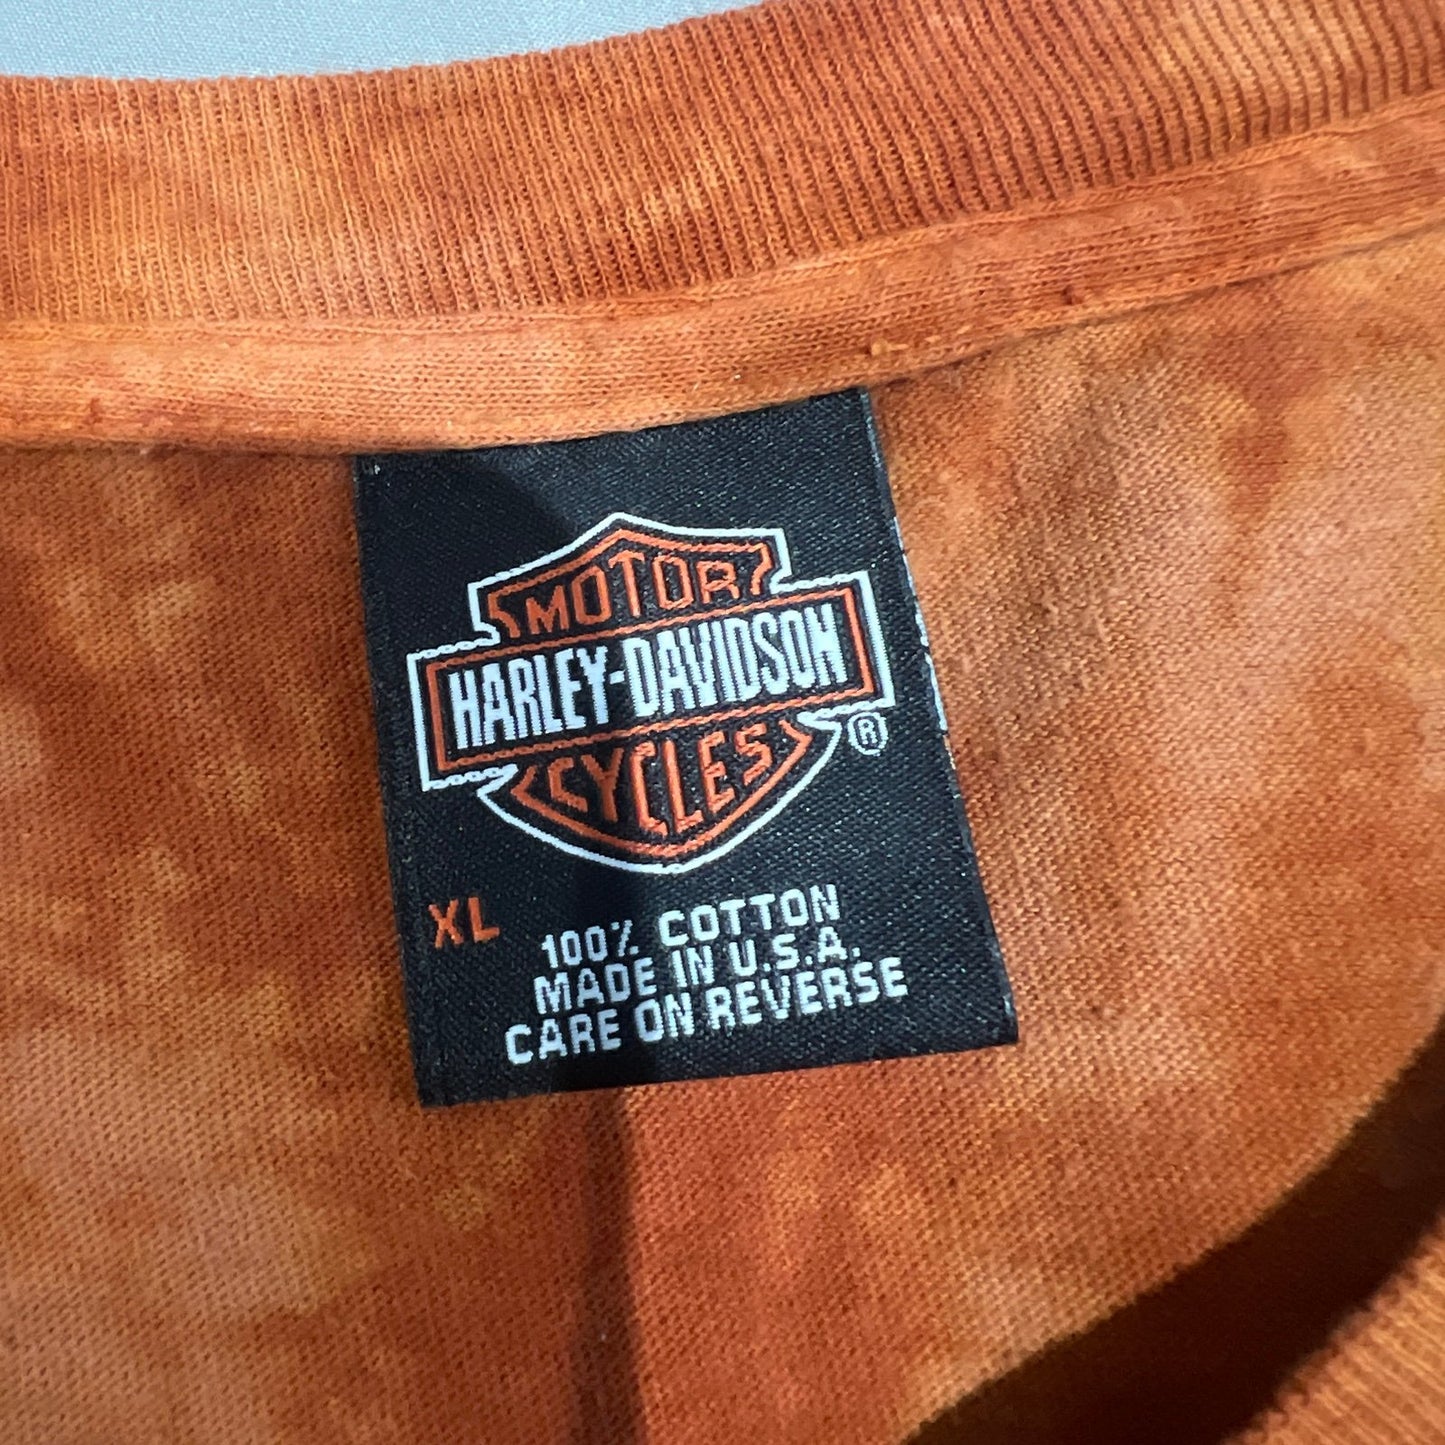 MOTOR
HARLEY-DAVIDSON
®
CYCLES
XL
100% COTTON
MADE IN U.S.A.
CARE ON REVERSE